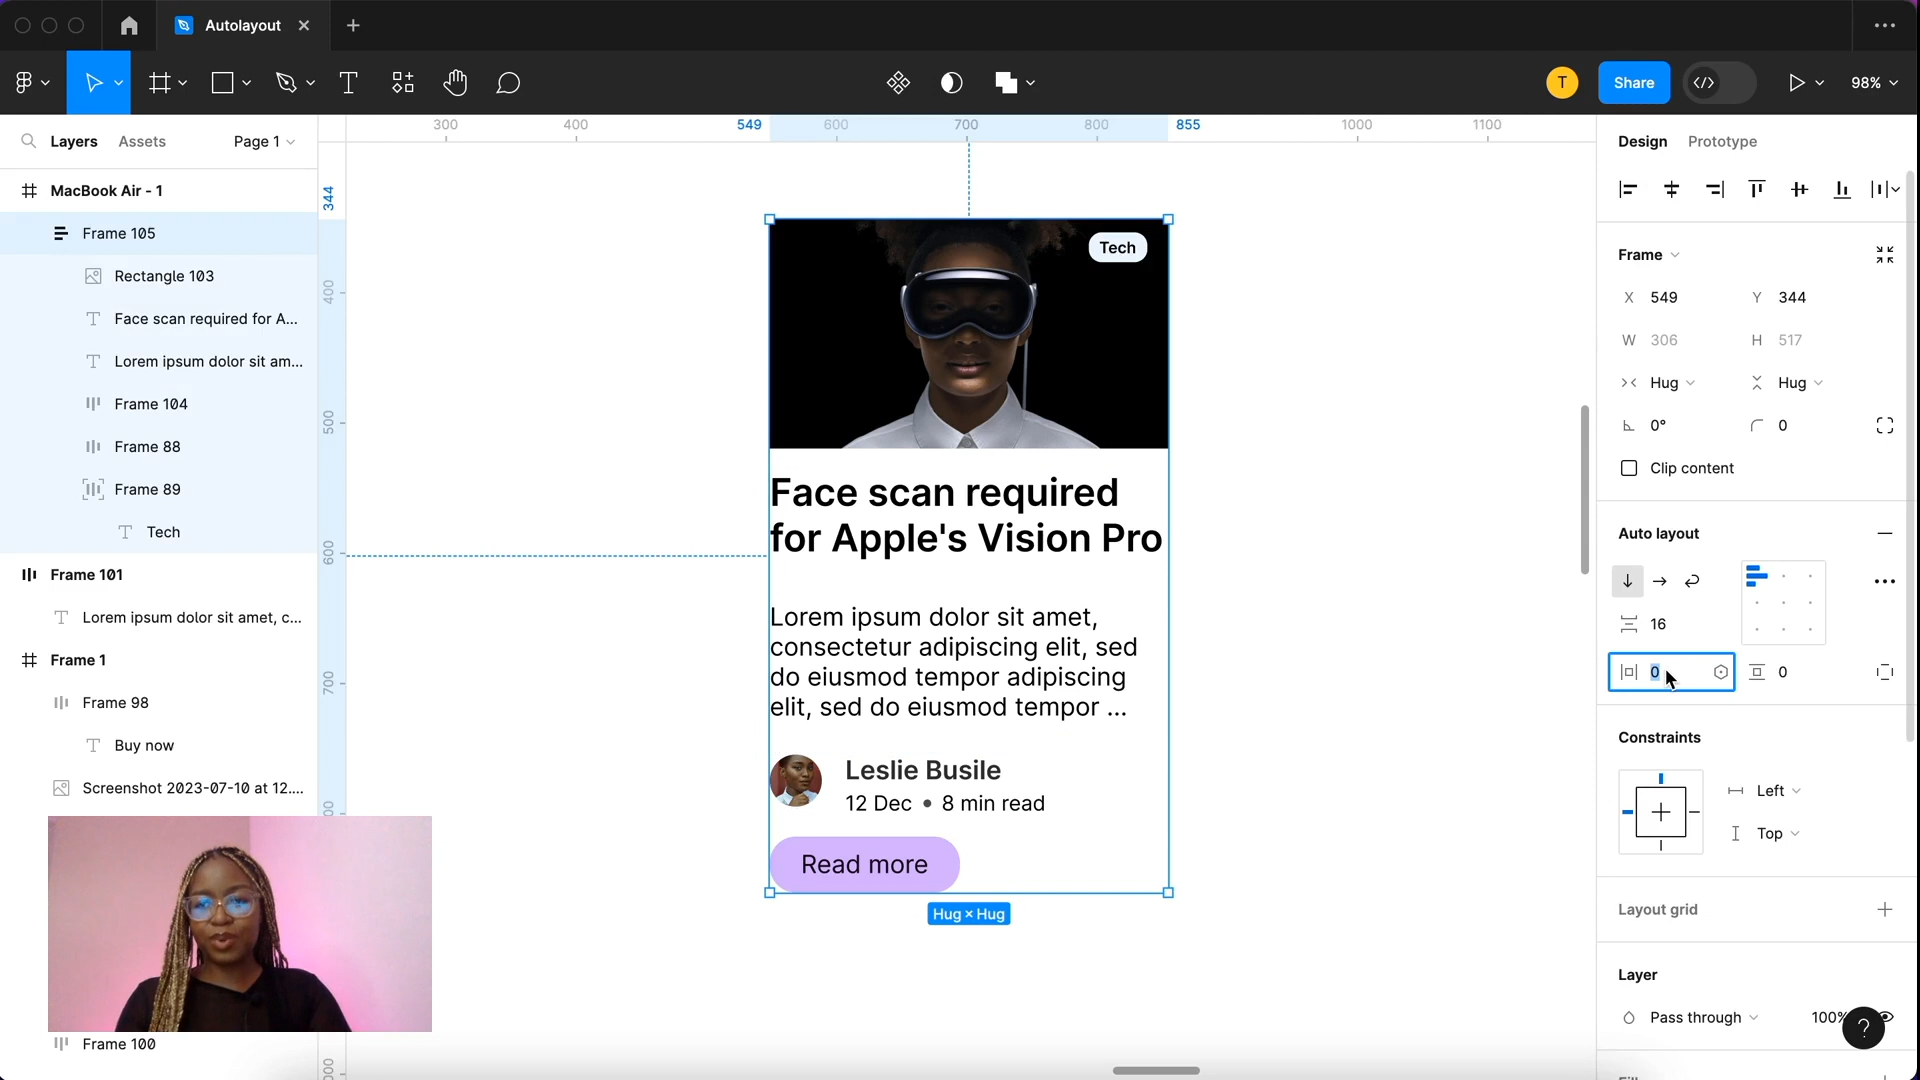 Autolayout
T
Share
98%
Layers
Assets
Page 1
300
400
549
600
700
800
855
1000
1100
Design
Prototype
MacBook Air - 1
Frame 105
Rectangle 103
Face scan required for A...
Lorem ipsum dolor sit am...
Frame 104
Frame 88
Frame 89
Tech
Frame 101
Lorem ipsum dolor sit amet, c...
Frame 1
Frame 98
Buy now
Screenshot 2023-07-10 at 12....
Frame 100
344
400
500
600
700
Tech
Face scan required
for Apple's Vision Pro
Lorem ipsum dolor sit amet,
consectetur adipiscing elit, sed
do eiusmod tempor adipiscing
elit, sed do eiusmod tempor ...
Leslie Busile
12 Dec • 8 min read
Read more
Hug × Hug
Frame
X 549 Y 344
W 306 H 517
Hug Hug
0° 0
Clip content
Auto layout
16
0 0
Constraints
Left
Top
Layout grid
Layer
Pass through 100%
?